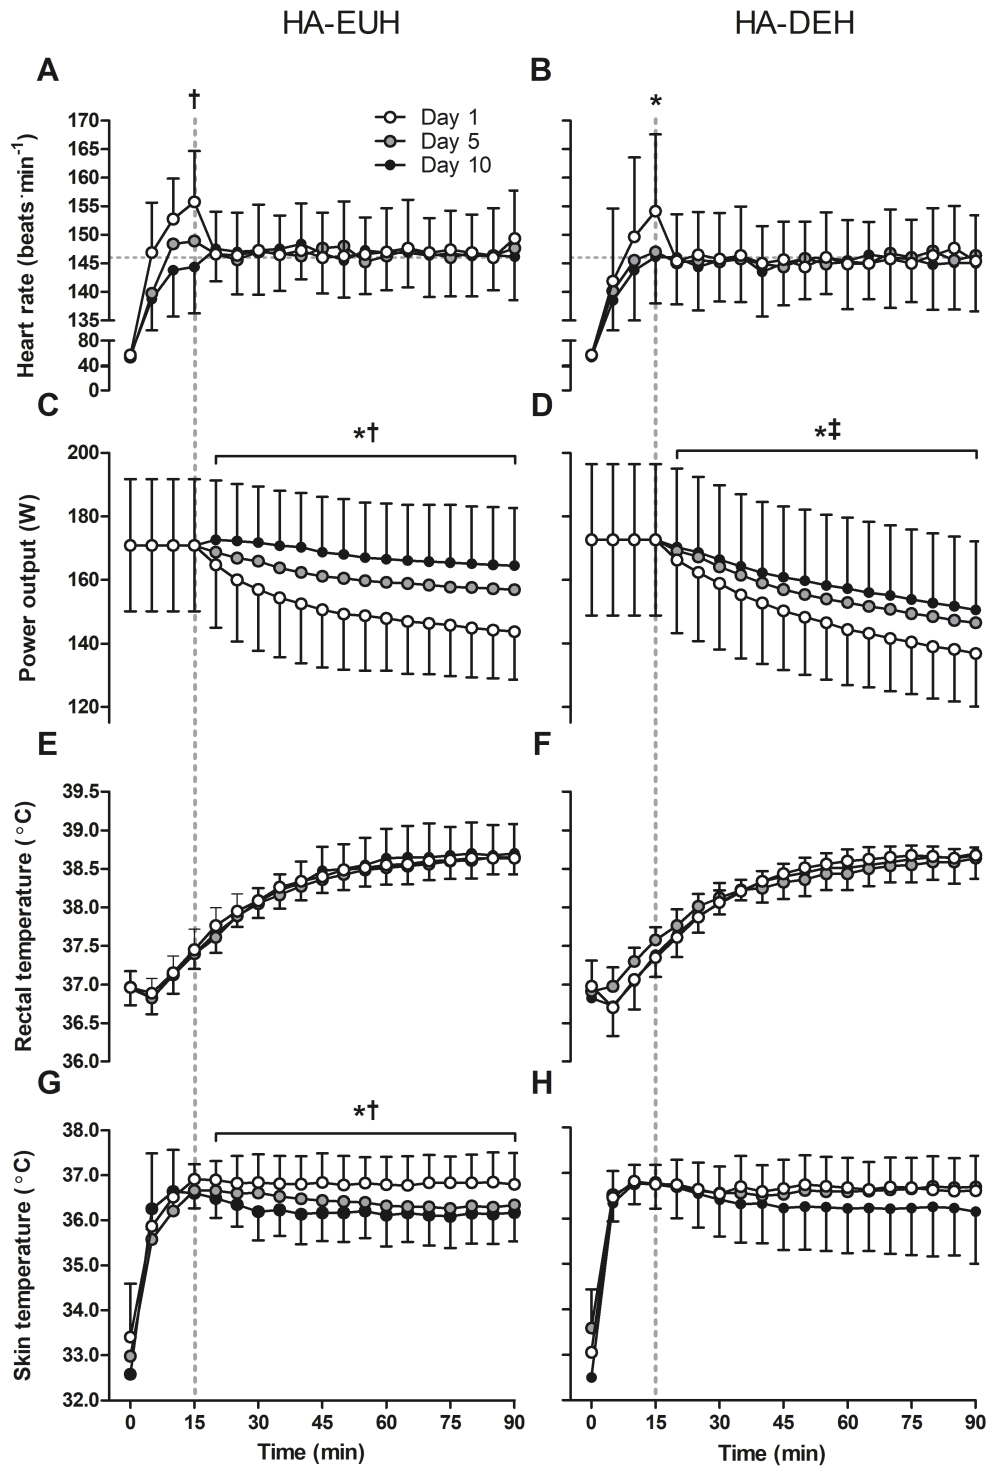 HA-EUH HA-DEH
A B
† *
Day 1
Day 5
Day 10
Heart rate (beats·min-1)
170
165
160
155
150
145
140
135
80
40
0
C D
*† *‡
Power output (W)
200
180
160
140
120
E F
Rectal temperature (°C)
39.5
39.0
38.5
38.0
37.5
37.0
36.5
36.0
G H
*†
Skin temperature (°C)
38.0
37.0
36.0
35.0
34.0
33.0
32.0
0 15 30 45 60 75 90 0 15 30 45 60 75 90
Time (min) Time (min)